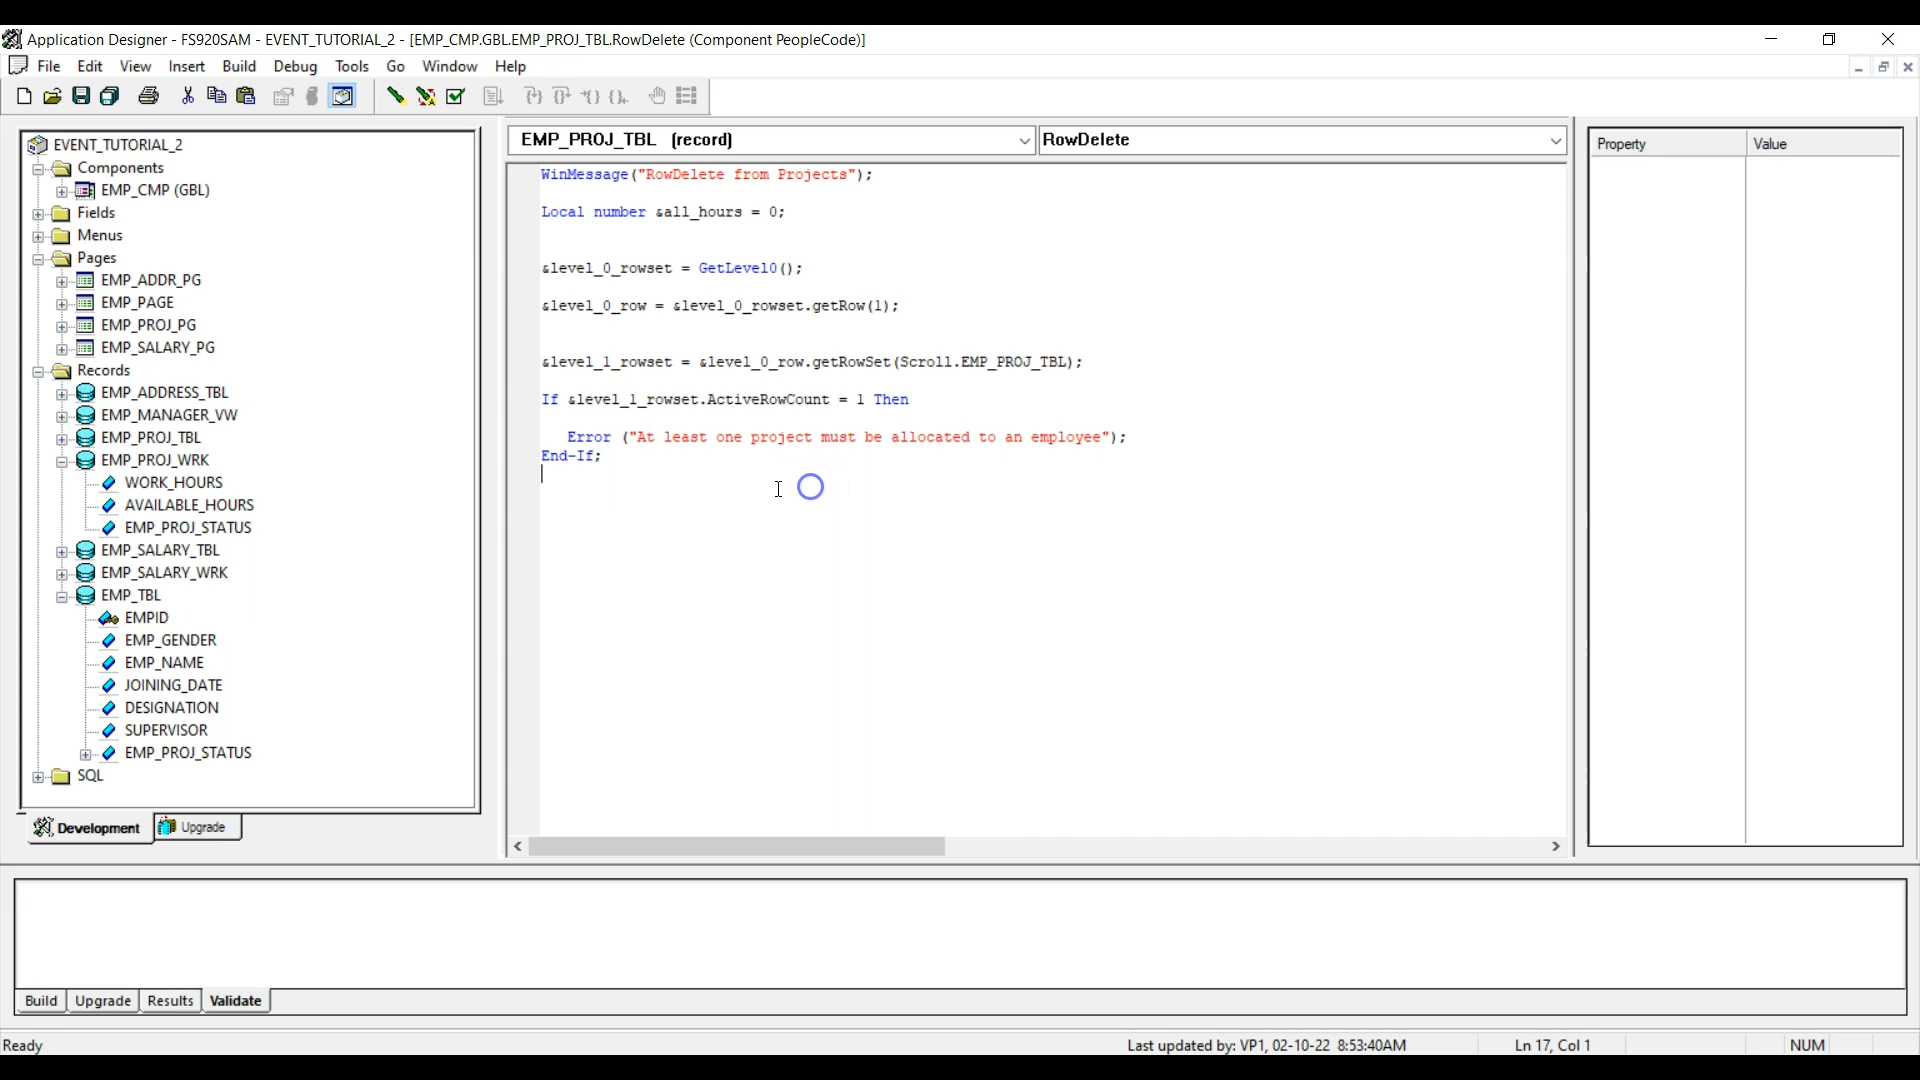 Application Designer - FS920SAM - EVENT_TUTORIAL_2 - [EMP_CMP.GBL.EMP_PROJ_TBL.RowDelete (Component PeopleCode)]
File Edit View Insert Build Debug Tools Go Window Help
EVENT_TUTORIAL_2
Components
EMP_CMP (GBL)
Fields
Menus
Pages
EMP_ADDR_PG
EMP_PAGE
EMP_PROJ_PG
EMP_SALARY_PG
Records
EMP_ADDRESS_TBL
EMP_MANAGER_VW
EMP_PROJ_TBL
EMP_PROJ_WRK
WORK_HOURS
AVAILABLE_HOURS
EMP_PROJ_STATUS
EMP_SALARY_TBL
EMP_SALARY_WRK
EMP_TBL
EMPID
EMP_GENDER
EMP_NAME
JOINING_DATE
DESIGNATION
SUPERVISOR
EMP_PROJ_STATUS
SQL
Development Upgrade
EMP_PROJ_TBL (record) RowDelete
WinMessage("RowDelete from Projects");
Local number &all_hours = 0;
&level_0_rowset = GetLevel0();
&level_0_row = &level_0_rowset.getRow(1);
&level_1_rowset = &level_0_row.getRowSet(Scroll.EMP_PROJ_TBL);
If &level_1_rowset.ActiveRowCount = 1 Then
Error ("At least one project must be allocated to an employee");
End-If;
Property Value
Build Upgrade Results Validate
Ready Last updated by: VP1, 02-10-22 8:53:40AM Ln 17, Col 1 NUM